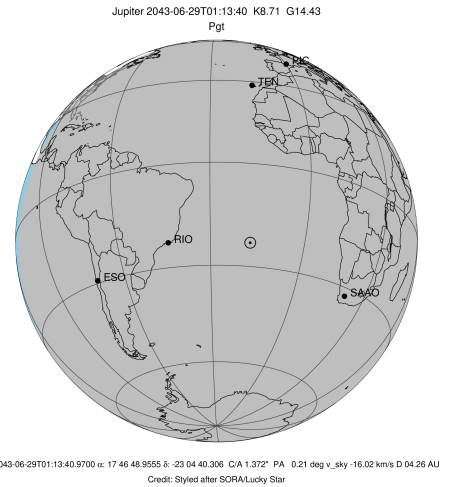 Jupiter 2043-06-29T01:13:40 K8.71 G14.43
Pgt
PIC
TEN
RIO
ESO
SAAO
043-06-29T01:13:40.9700 α: 17 46 48.9555 δ: -23 04 40.306 C/A 1.372" PA 0.21 deg v_sky -16.02 km/s D 04.26 AU
Credit: Styled after SORA/Lucky Star